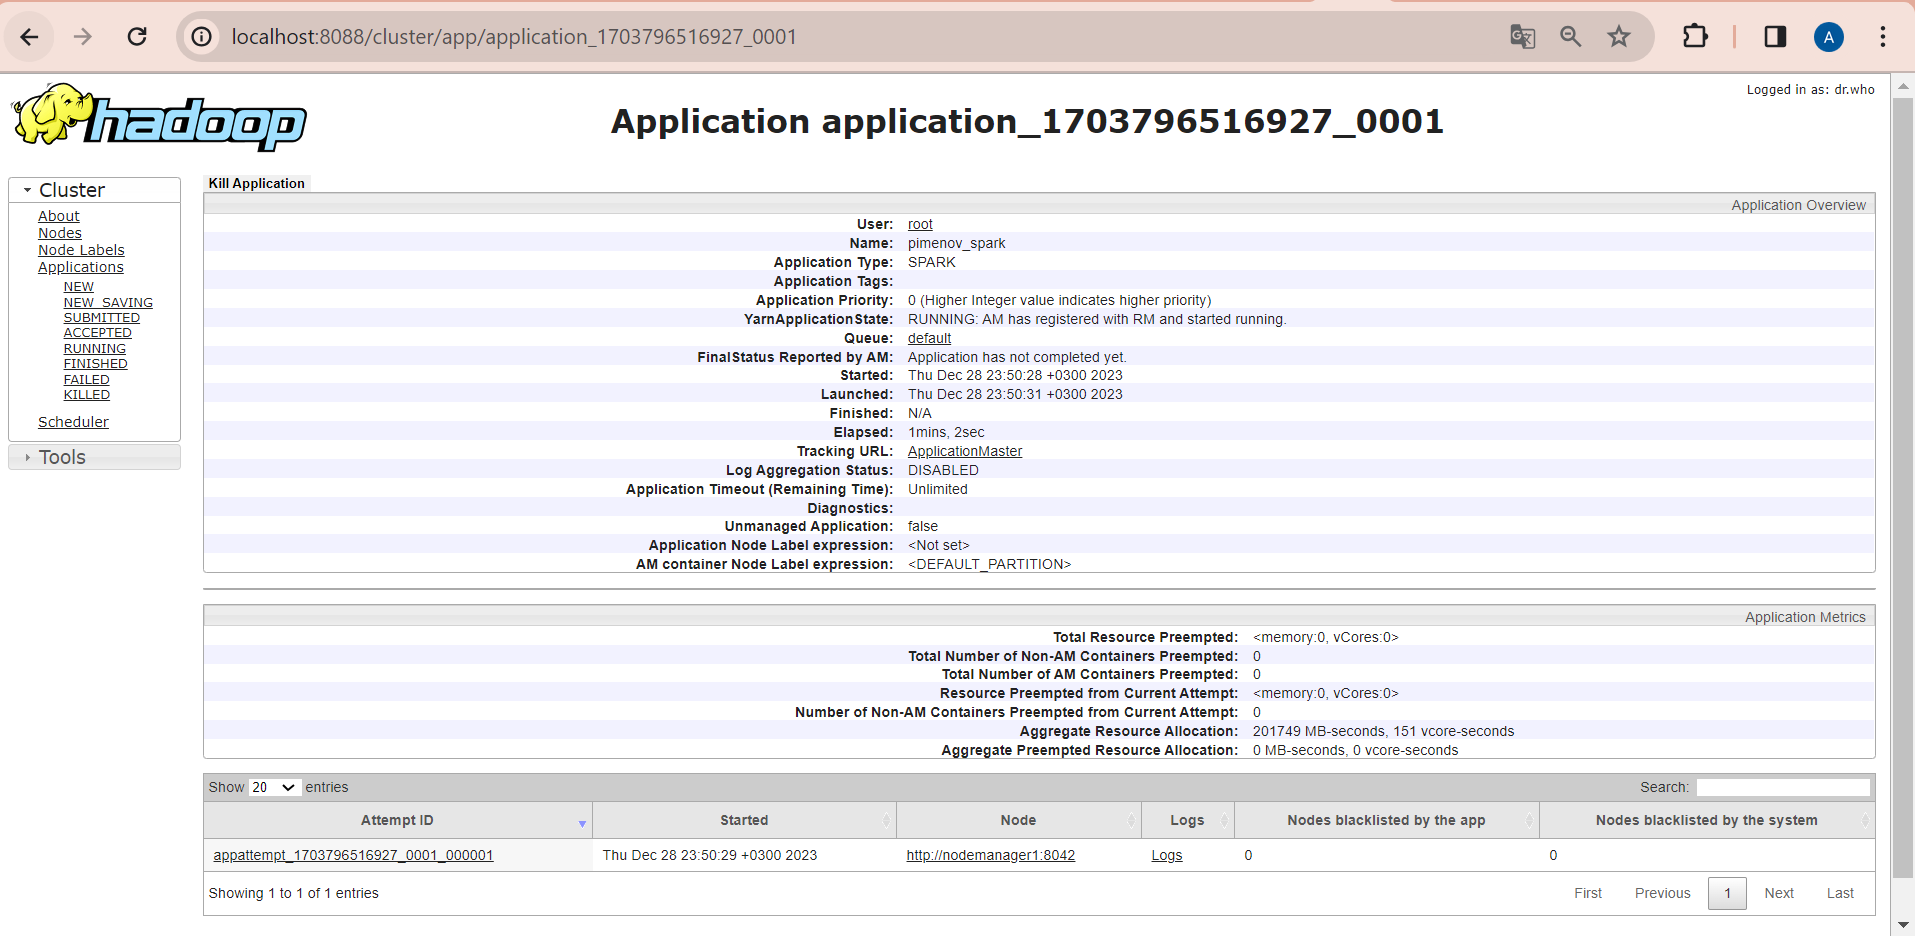 localhost:8088/cluster/app/application_1703796516927_0001
A
Logged in as: dr.who
hadoop
Application application_1703796516927_0001
Cluster
About
Nodes
Node Labels
Applications
NEW
NEW_SAVING
SUBMITTED
ACCEPTED
RUNNING
FINISHED
FAILED
KILLED
Scheduler
Tools
Kill Application
Application Overview
User: root
Name: pimenov_spark
Application Type: SPARK
Application Tags:
Application Priority: 0 (Higher Integer value indicates higher priority)
YarnApplicationState: RUNNING: AM has registered with RM and started running.
Queue: default
FinalStatus Reported by AM: Application has not completed yet.
Started: Thu Dec 28 23:50:28 +0300 2023
Launched: Thu Dec 28 23:50:31 +0300 2023
Finished: N/A
Elapsed: 1mins, 2sec
Tracking URL: ApplicationMaster
Log Aggregation Status: DISABLED
Application Timeout (Remaining Time): Unlimited
Diagnostics:
Unmanaged Application: false
Application Node Label expression: <Not set>
AM container Node Label expression: <DEFAULT_PARTITION>
Application Metrics
Total Resource Preempted: <memory:0, vCores:0>
Total Number of Non-AM Containers Preempted: 0
Total Number of AM Containers Preempted: 0
Resource Preempted from Current Attempt: <memory:0, vCores:0>
Number of Non-AM Containers Preempted from Current Attempt: 0
Aggregate Resource Allocation: 201749 MB-seconds, 151 vcore-seconds
Aggregate Preempted Resource Allocation: 0 MB-seconds, 0 vcore-seconds
Show 20 entries Search:
Attempt ID Started Node Logs Nodes blacklisted by the app Nodes blacklisted by the system
appattempt_1703796516927_0001_000001 Thu Dec 28 23:50:29 +0300 2023 http://nodemanager1:8042 Logs 0 0
Showing 1 to 1 of 1 entries First Previous 1 Next Last